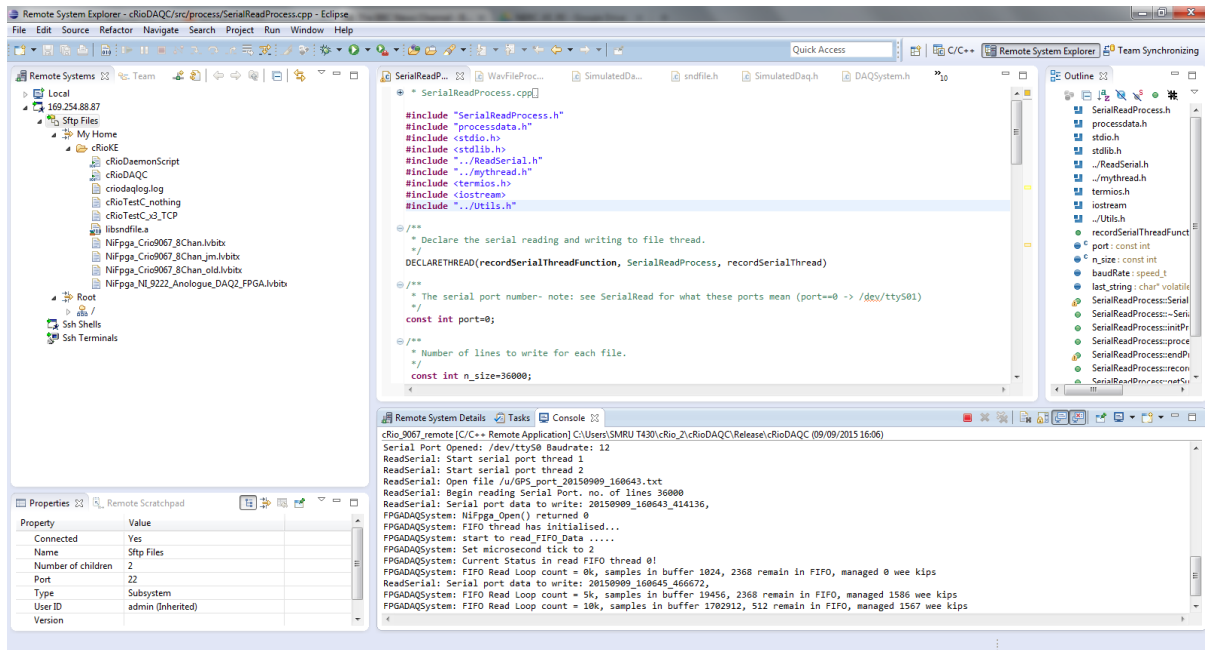 Remote System Explorer - cRioDAQC/src/process/SerialReadProcess.cpp - Eclipse
File Edit Source Refactor Navigate Search Project Run Window Help
Quick Access
C/C++
Remote System Explorer
Team Synchronizing
Remote Systems
Team
Local
169.254.88.87
Sftp Files
My Home
cRioKE
cRioDaemonScript
cRioDAQC
criodaqlog.log
cRioTestC_nothing
cRioTestC_x3_TCP
libsndfile.a
NiFpga_Crio9067_8Chan.lvbitx
NiFpga_Crio9067_8Chan_jm.lvbitx
NiFpga_Crio9067_8Chan_old.lvbitx
NiFpga_NI_9222_Anologue_DAQ2_FPGA.lvbitx
Root
/
Ssh Shells
Ssh Terminals
SerialReadP...
WavFileProc...
SimulatedDa...
sndfile.h
SimulatedDaq.h
DAQSystem.h
»10
* SerialReadProcess.cpp
#include "SerialReadProcess.h"
#include "processdata.h"
#include <stdio.h>
#include <stdlib.h>
#include "../ReadSerial.h"
#include "../mythread.h"
#include <termios.h>
#include <iostream>
#include "../Utils.h"
/**
* Declare the serial reading and writing to file thread.
*/
DECLARETHREAD(recordSerialThreadFunction, SerialReadProcess, recordSerialThread)
/**
* The serial port number- note: see SerialRead for what these ports mean (port==0 -> /dev/ttyS01)
*/
const int port=0;
/**
* Number of lines to write for each file.
*/
const int n_size=36000;
Outline
SerialReadProcess.h
processdata.h
stdio.h
stdlib.h
../ReadSerial.h
../mythread.h
termios.h
iostream
../Utils.h
recordSerialThreadFunct
port : const int
n_size : const int
baudRate : speed_t
last_string : char* volatile
SerialReadProcess::Serial
SerialReadProcess::~Seria
SerialReadProcess::initPr
SerialReadProcess::proce
SerialReadProcess::endPr
SerialReadProcess::recor
SerialReadProcess::getSu
Properties
Remote Scratchpad
Property Value
Connected Yes
Name Sftp Files
Number of children 2
Port 22
Type Subsystem
User ID admin (Inherited)
Version
Remote System Details
Tasks
Console
cRio_9067_remote [C/C++ Remote Application] C:\Users\SMRU T430\cRio_2\cRioDAQC\Release\cRioDAQC (09/09/2015 16:06)
Serial Port Opened: /dev/ttyS0 Baudrate: 12
ReadSerial: Start serial port thread 1
ReadSerial: Start serial port thread 2
ReadSerial: Open file /u/GPS_port_20150909_160643.txt
ReadSerial: Begin reading Serial Port. no. of lines 36000
ReadSerial: Serial port data to write: 20150909_160643_414136,
FPGADAQSystem: NiFpga_Open() returned 0
FPGADAQSystem: FIFO thread has initialised...
FPGADAQSystem: start to read_FIFO_Data .....
FPGADAQSystem: Set microsecond tick to 2
FPGADAQSystem: Current Status in read FIFO thread 0!
FPGADAQSystem: FIFO Read Loop count = 0k, samples in buffer 1024, 2368 remain in FIFO, managed 0 wee kips
ReadSerial: Serial port data to write: 20150909_160645_466672,
FPGADAQSystem: FIFO Read Loop count = 5k, samples in buffer 19456, 2368 remain in FIFO, managed 1586 wee kips
FPGADAQSystem: FIFO Read Loop count = 10k, samples in buffer 1702912, 512 remain in FIFO, managed 1567 wee kips